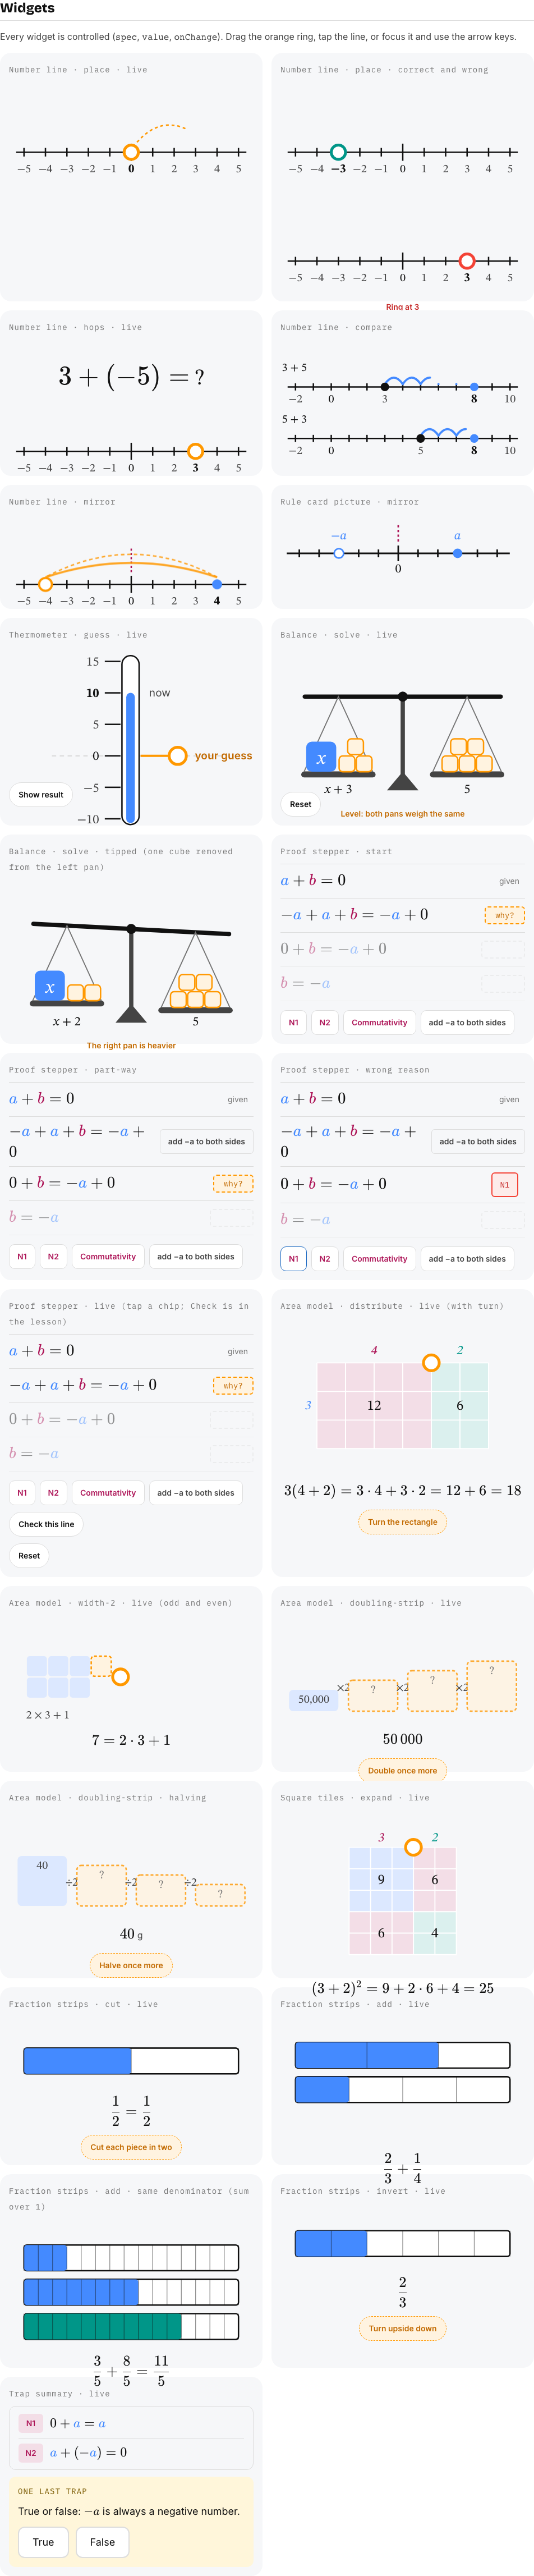 Widgets
Every widget is controlled (spec, value, onChange). Drag the orange ring, tap the line, or focus it and use the arrow keys.
Number line · place · live
−5 −4 −3 −2 −1 0 1 2 3 4 5
Number line · place · correct and wrong
−5 −4 −3 −2 −1 0 1 2 3 4 5
−5 −4 −3 −2 −1 0 1 2 3 4 5
Ring at 3
Number line · hops · live
3 + (−5) = ?
−5 −4 −3 −2 −1 0 1 2 3 4 5
Number line · compare
3 + 5
−2 0 3 8 10
5 + 3
−2 0 5 8 10
Number line · mirror
−5 −4 −3 −2 −1 0 1 2 3 4 5
Rule card picture · mirror
−a a
0
Thermometer · guess · live
15
10 now
5
0 your guess
−5
−10
Show result
Balance · solve · live
x
x + 3 5
Reset
Level: both pans weigh the same
Balance · solve · tipped (one cube removed
from the left pan)
x
x + 2 5
The right pan is heavier
Proof stepper · start
a + b = 0 given
−a + a + b = −a + 0 why?
0 + b = −a + 0
b = −a
N1 N2 Commutativity add −a to both sides
Proof stepper · part-way
a + b = 0 given
−a + a + b = −a + add −a to both sides
0
0 + b = −a + 0 why?
b = −a
N1 N2 Commutativity add −a to both sides
Proof stepper · wrong reason
a + b = 0 given
−a + a + b = −a + add −a to both sides
0
0 + b = −a + 0 N1
b = −a
N1 N2 Commutativity add −a to both sides
Proof stepper · live (tap a chip; Check is in
the lesson)
a + b = 0 given
−a + a + b = −a + 0 why?
0 + b = −a + 0
b = −a
N1 N2 Commutativity add −a to both sides
Check this line
Reset
Area model · distribute · live (with turn)
4 2
3 12 6
3(4 + 2) = 3 · 4 + 3 · 2 = 12 + 6 = 18
Turn the rectangle
Area model · width-2 · live (odd and even)
2 × 3 + 1
7 = 2 · 3 + 1
Area model · doubling-strip · live
50,000 ×2 ? ×2 ? ×2 ?
50 000
Double once more
Area model · doubling-strip · halving
40 ÷2 ? ÷2 ? ÷2 ?
40 g
Halve once more
Square tiles · expand · live
3 2
9 6
6 4
(3 + 2)² = 9 + 2 · 6 + 4 = 25
Fraction strips · cut · live
1/2 = 1/2
Cut each piece in two
Fraction strips · add · live
2/3 + 1/4
Fraction strips · add · same denominator (sum
over 1)
3/5 + 8/5 = 11/5
Fraction strips · invert · live
2/3
Turn upside down
Trap summary · live
N1 0 + a = a
N2 a + (−a) = 0
ONE LAST TRAP
True or false: −a is always a negative number.
True False